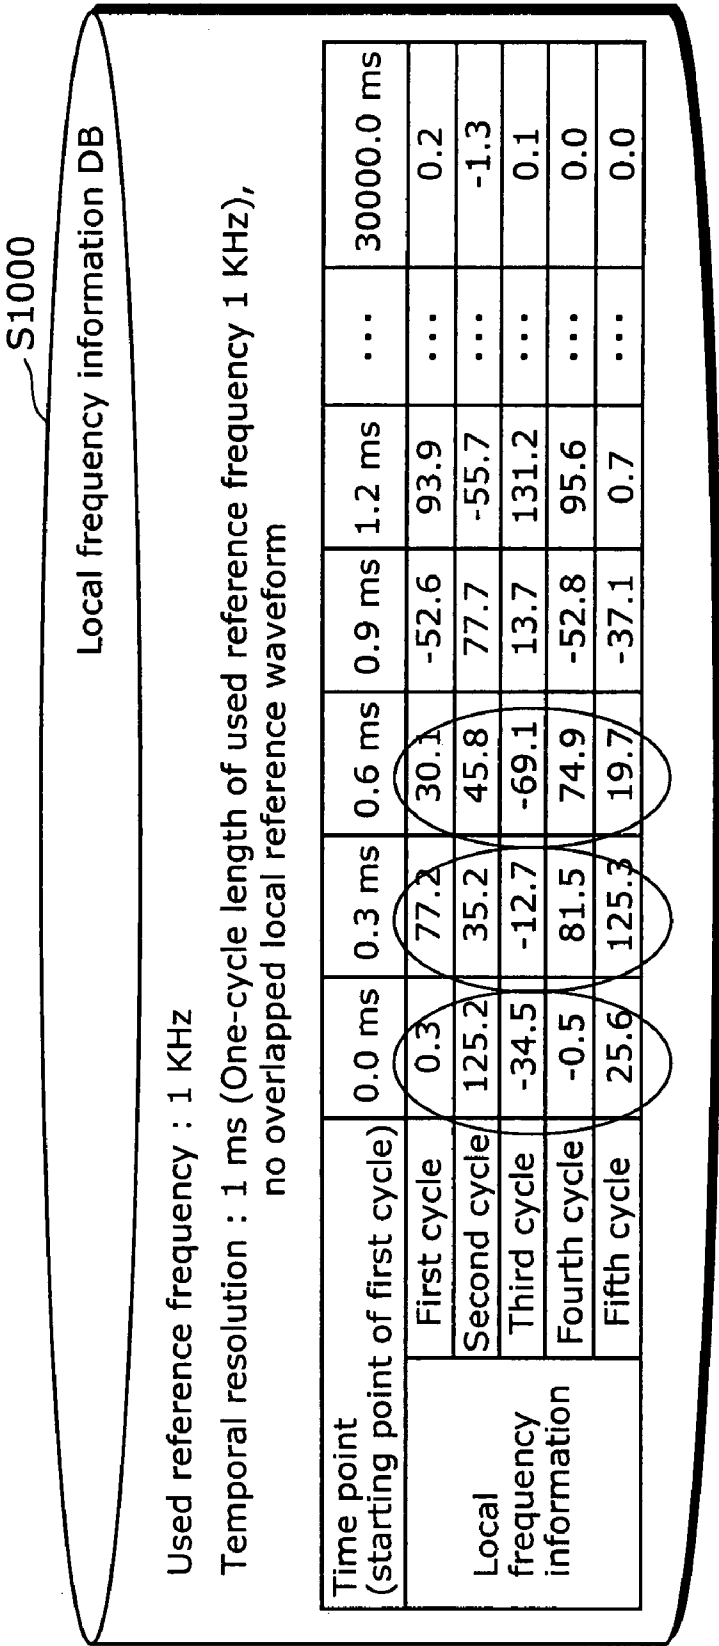 S1000
Local frequency information DB
Used reference frequency : 1 KHz
Temporal resolution : 1 ms (One-cycle length of used reference frequency 1 KHz),
no overlapped local reference waveform
Time point
(starting point of first cycle) 0.0 ms 0.3 ms 0.6 ms 0.9 ms 1.2 ms ... 30000.0 ms
Local
frequency
information
First cycle 0.3 77.2 30.1 -52.6 93.9 ... 0.2
Second cycle 125.2 35.2 45.8 77.7 -55.7 ... -1.3
Third cycle -34.5 -12.7 -69.1 13.7 131.2 ... 0.1
Fourth cycle -0.5 81.5 74.9 -52.8 95.6 ... 0.0
Fifth cycle 25.6 125.3 19.7 -37.1 0.7 ... 0.0